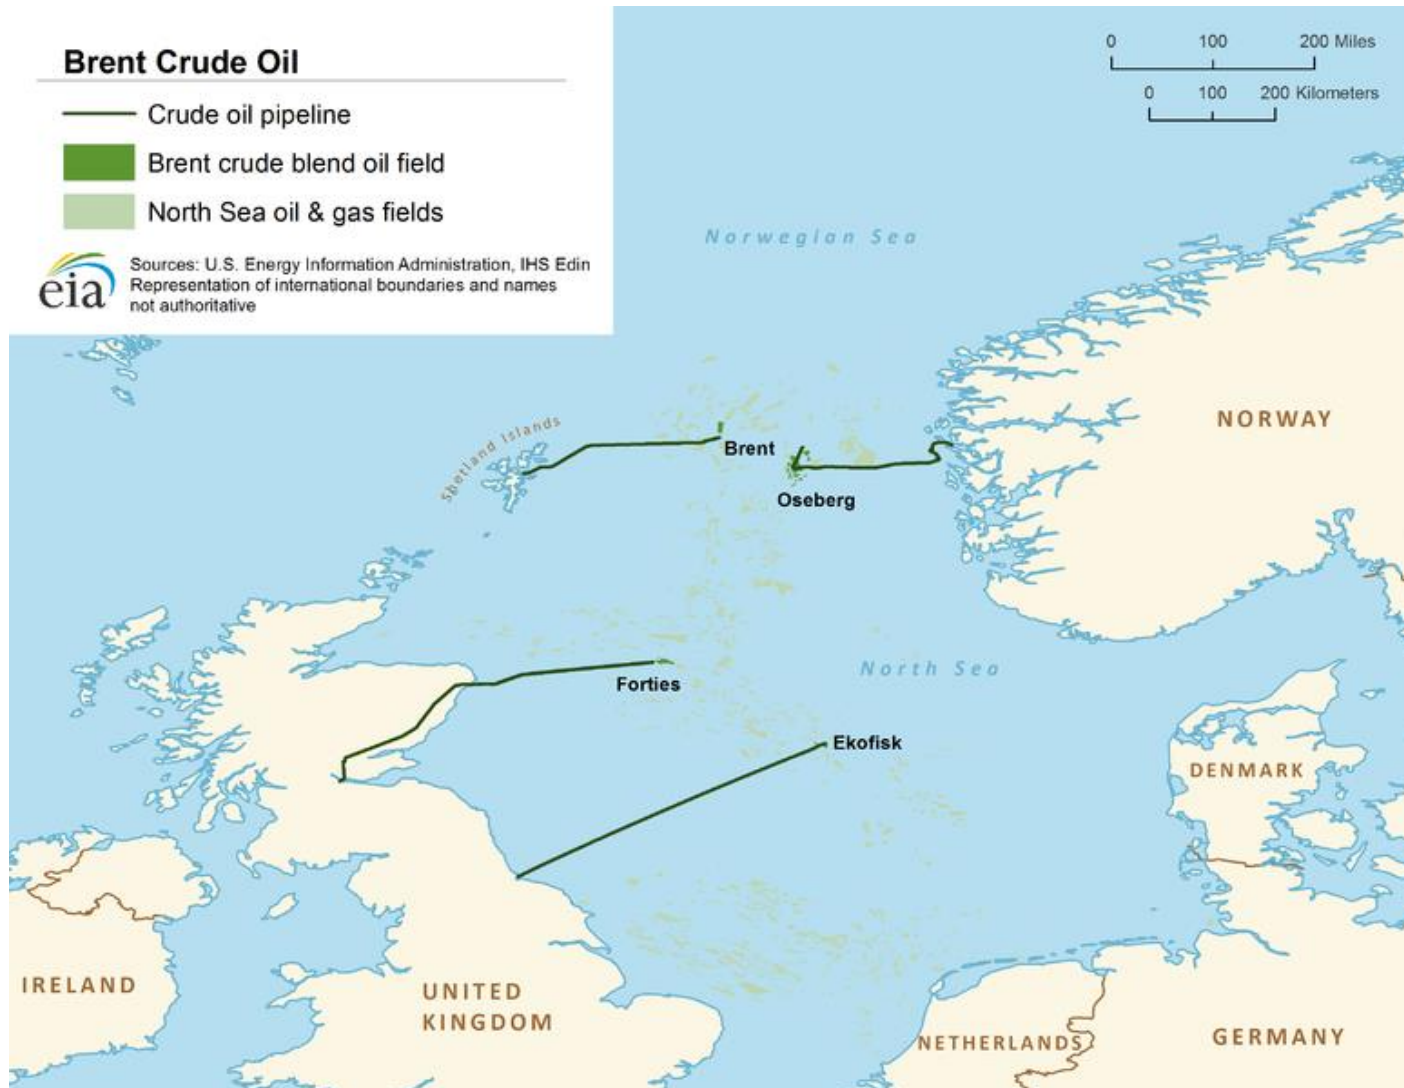 Brent Crude Oil
Crude oil pipeline
Brent crude blend oil field
North Sea oil & gas fields
eia
Sources: U.S. Energy Information Administration, IHS Edin
Representation of international boundaries and names
not authoritative
0 100 200 Miles
0 100 200 Kilometers
Norwegian Sea
NORWAY
Shetland Islands
Brent
Oseberg
North Sea
Forties
Ekofisk
DENMARK
IRELAND
UNITED
KINGDOM
NETHERLANDS
GERMANY